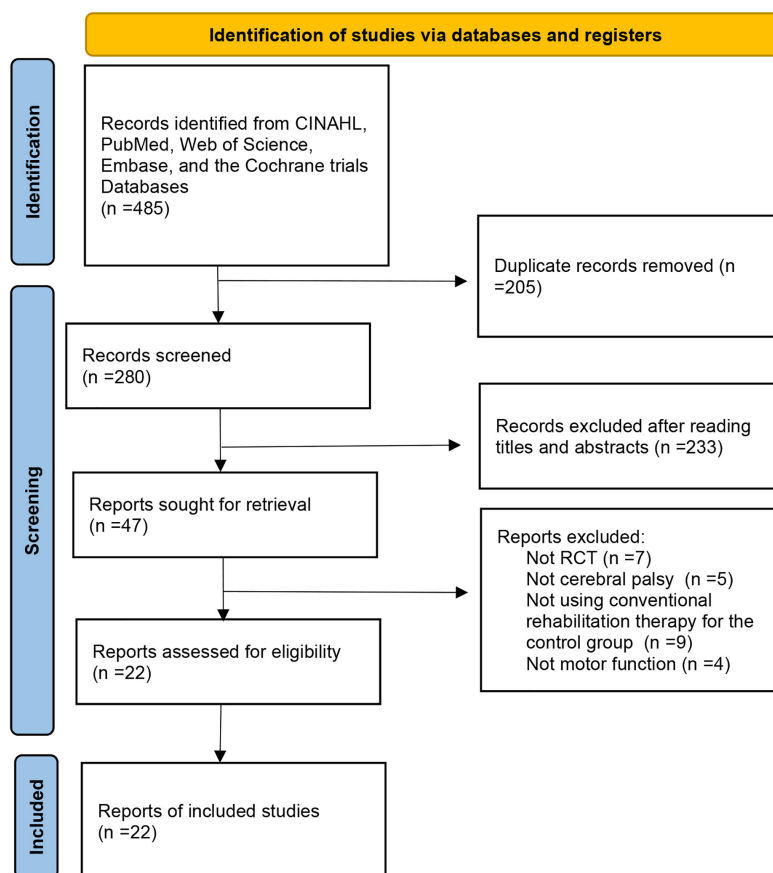 Identification of studies via databases and registers
Identification
Records identified from CINAHL,
PubMed, Web of Science,
Embase, and the Cochrane trials
Databases
(n =485)
Duplicate records removed (n
=205)
Screening
Records screened
(n =280)
Records excluded after reading
titles and abstracts (n =233)
Reports sought for retrieval
(n =47)
Reports excluded:
Not RCT (n =7)
Not cerebral palsy (n =5)
Not using conventional
rehabilitation therapy for the
control group (n =9)
Not motor function (n =4)
Reports assessed for eligibility
(n =22)
Included
Reports of included studies
(n =22)